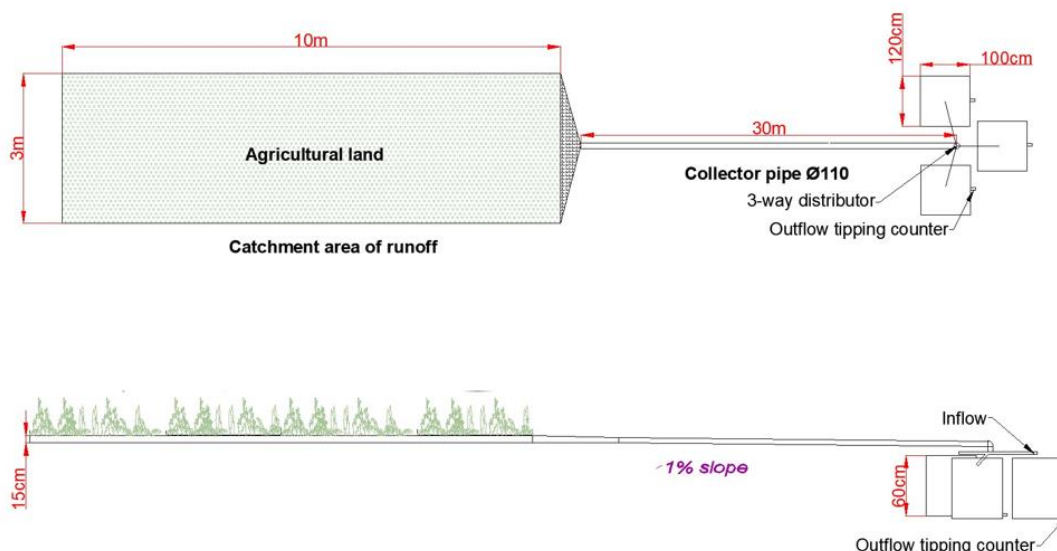 10m
120cm
100cm
3m
Agricultural land
30m
Collector pipe Ø110
3-way distributor
Outflow tipping counter
Catchment area of runoff
Inflow
15cm
1% slope
60cm
Outflow tipping counter